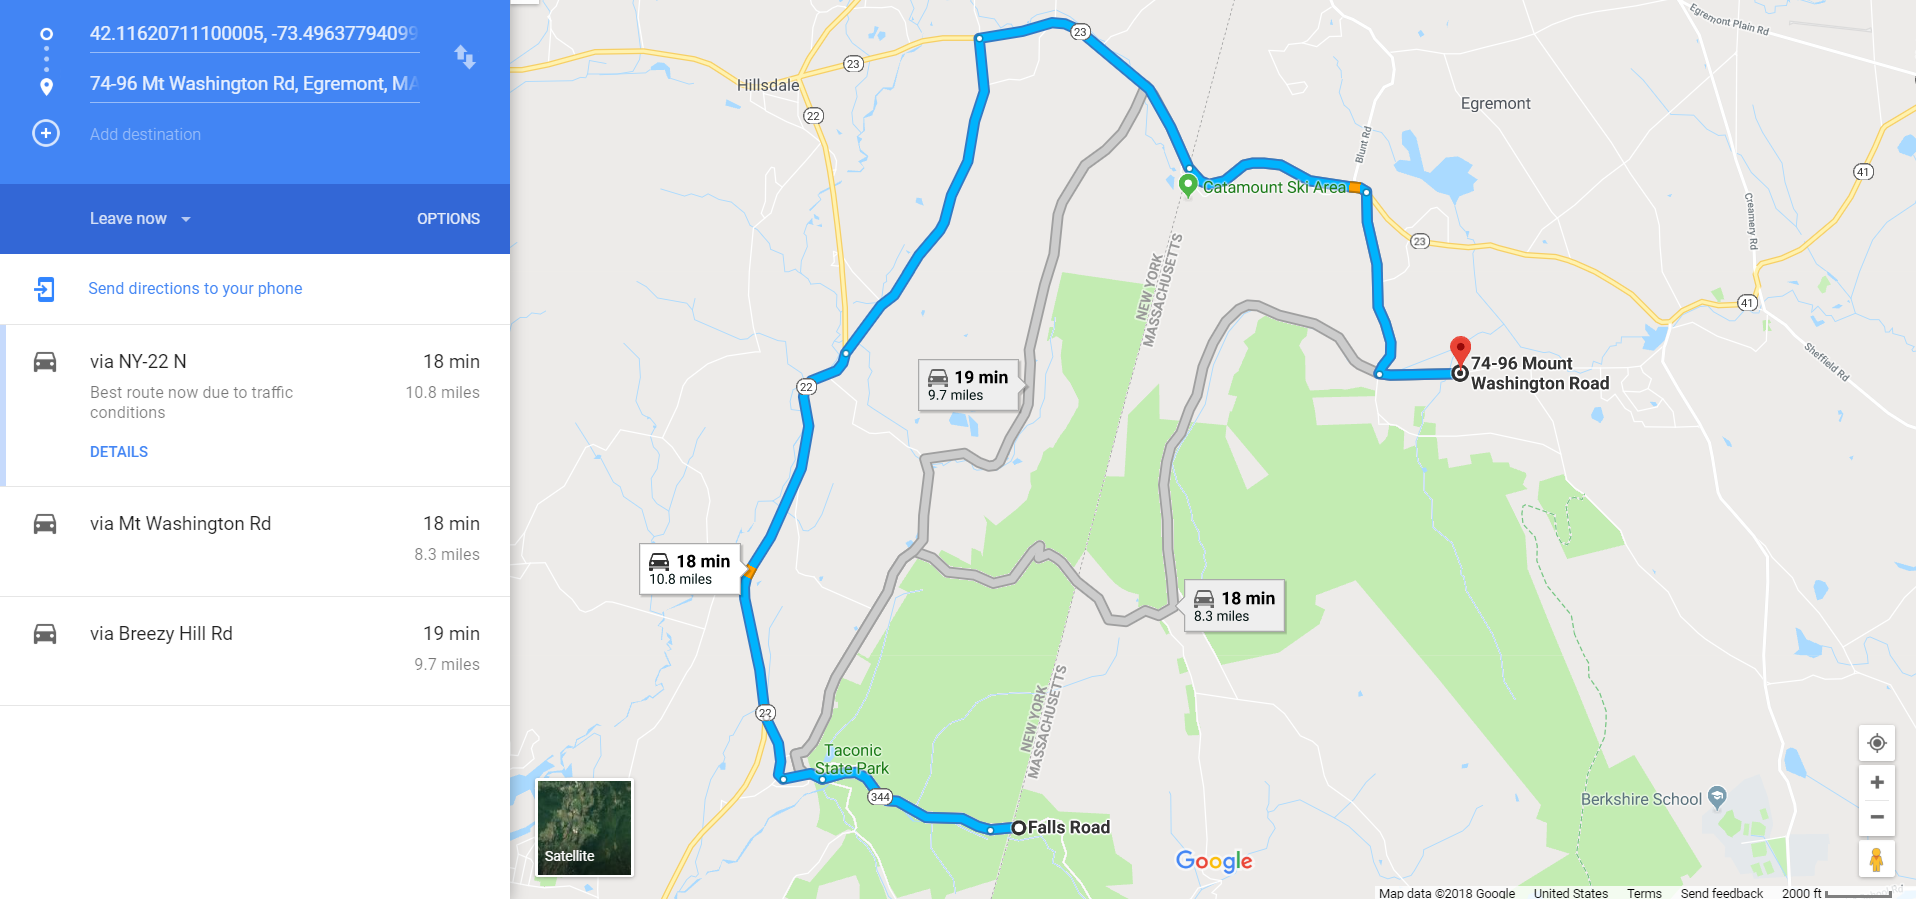 42.11620711100005, -73.49637794099
74-96 Mt Washington Rd, Egremont, MA
Add destination
Leave now
OPTIONS
Send directions to your phone
via NY-22 N
18 min
Best route now due to traffic
conditions
10.8 miles
DETAILS
via Mt Washington Rd
18 min
8.3 miles
via Breezy Hill Rd
19 min
9.7 miles
Egremont Plain Rd
23
23
Hillsdale
22
Egremont
Blunt Rd
41
Creamery Rd
Catamount Ski Area
23
NEW YORK
MASSACHUSETTS
41
Sheffield Rd
22
19 min
9.7 miles
74-96 Mount
Washington Road
18 min
10.8 miles
18 min
8.3 miles
NEW YORK
MASSACHUSETTS
22
Taconic
State Park
344
Falls Road
Berkshire School
Satellite
Google
Map data ©2018 Google
United States
Terms
Send feedback
2000 ft